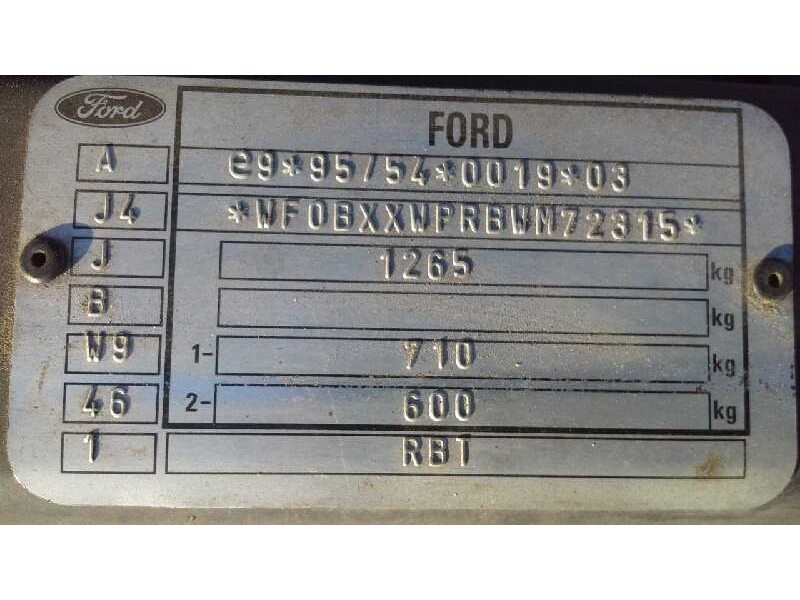 Ford FORD
A e9*95/54*0019*03
J4 *WF0BXXWPRBWM72315*
J 1265 kg
B kg
W9 1- 710 kg
46 2- 600 kg
1 RB1